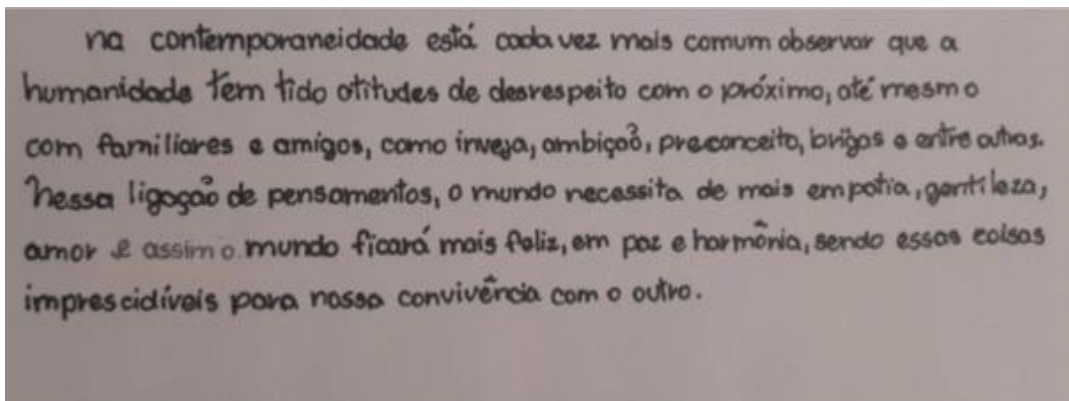 na contemporaneidade está cada vez mais comum observar que a
humanidade tem tido atitudes de desrespeito com o próximo, até mesmo
com familiares e amigos, como inveja, ambição, preconceito, brigas e entre outras.
Nessa ligação de pensamentos, o mundo necessita de mais empatia, gentileza,
amor e assim o mundo ficará mais feliz, em paz e harmônia, sendo essas coisas
imprescidíveis para nossa convivência com o outro.